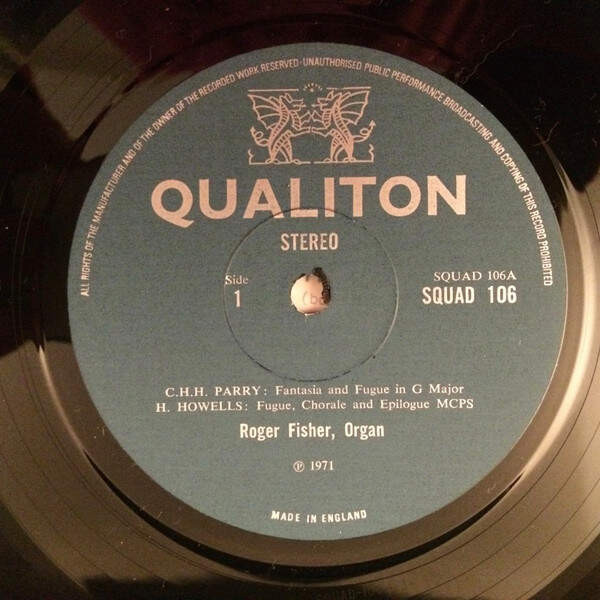 ALL RIGHTS OF THE MANUFACTURER AND OF THE OWNER OF THE RECORDED WORK RESERVED·UNAUTHORISED PUBLIC PERFORMANCE BROADCASTING AND COPYING OF THIS RECORD PROHIBITED
QUALITON
STEREO
Side
1
SQUAD 106A
SQUAD 106
C.H.H. PARRY: Fantasia and Fugue in G Major
H. HOWELLS: Fugue, Chorale and Epilogue MCPS
Roger Fisher, Organ
℗ 1971
MADE IN ENGLAND